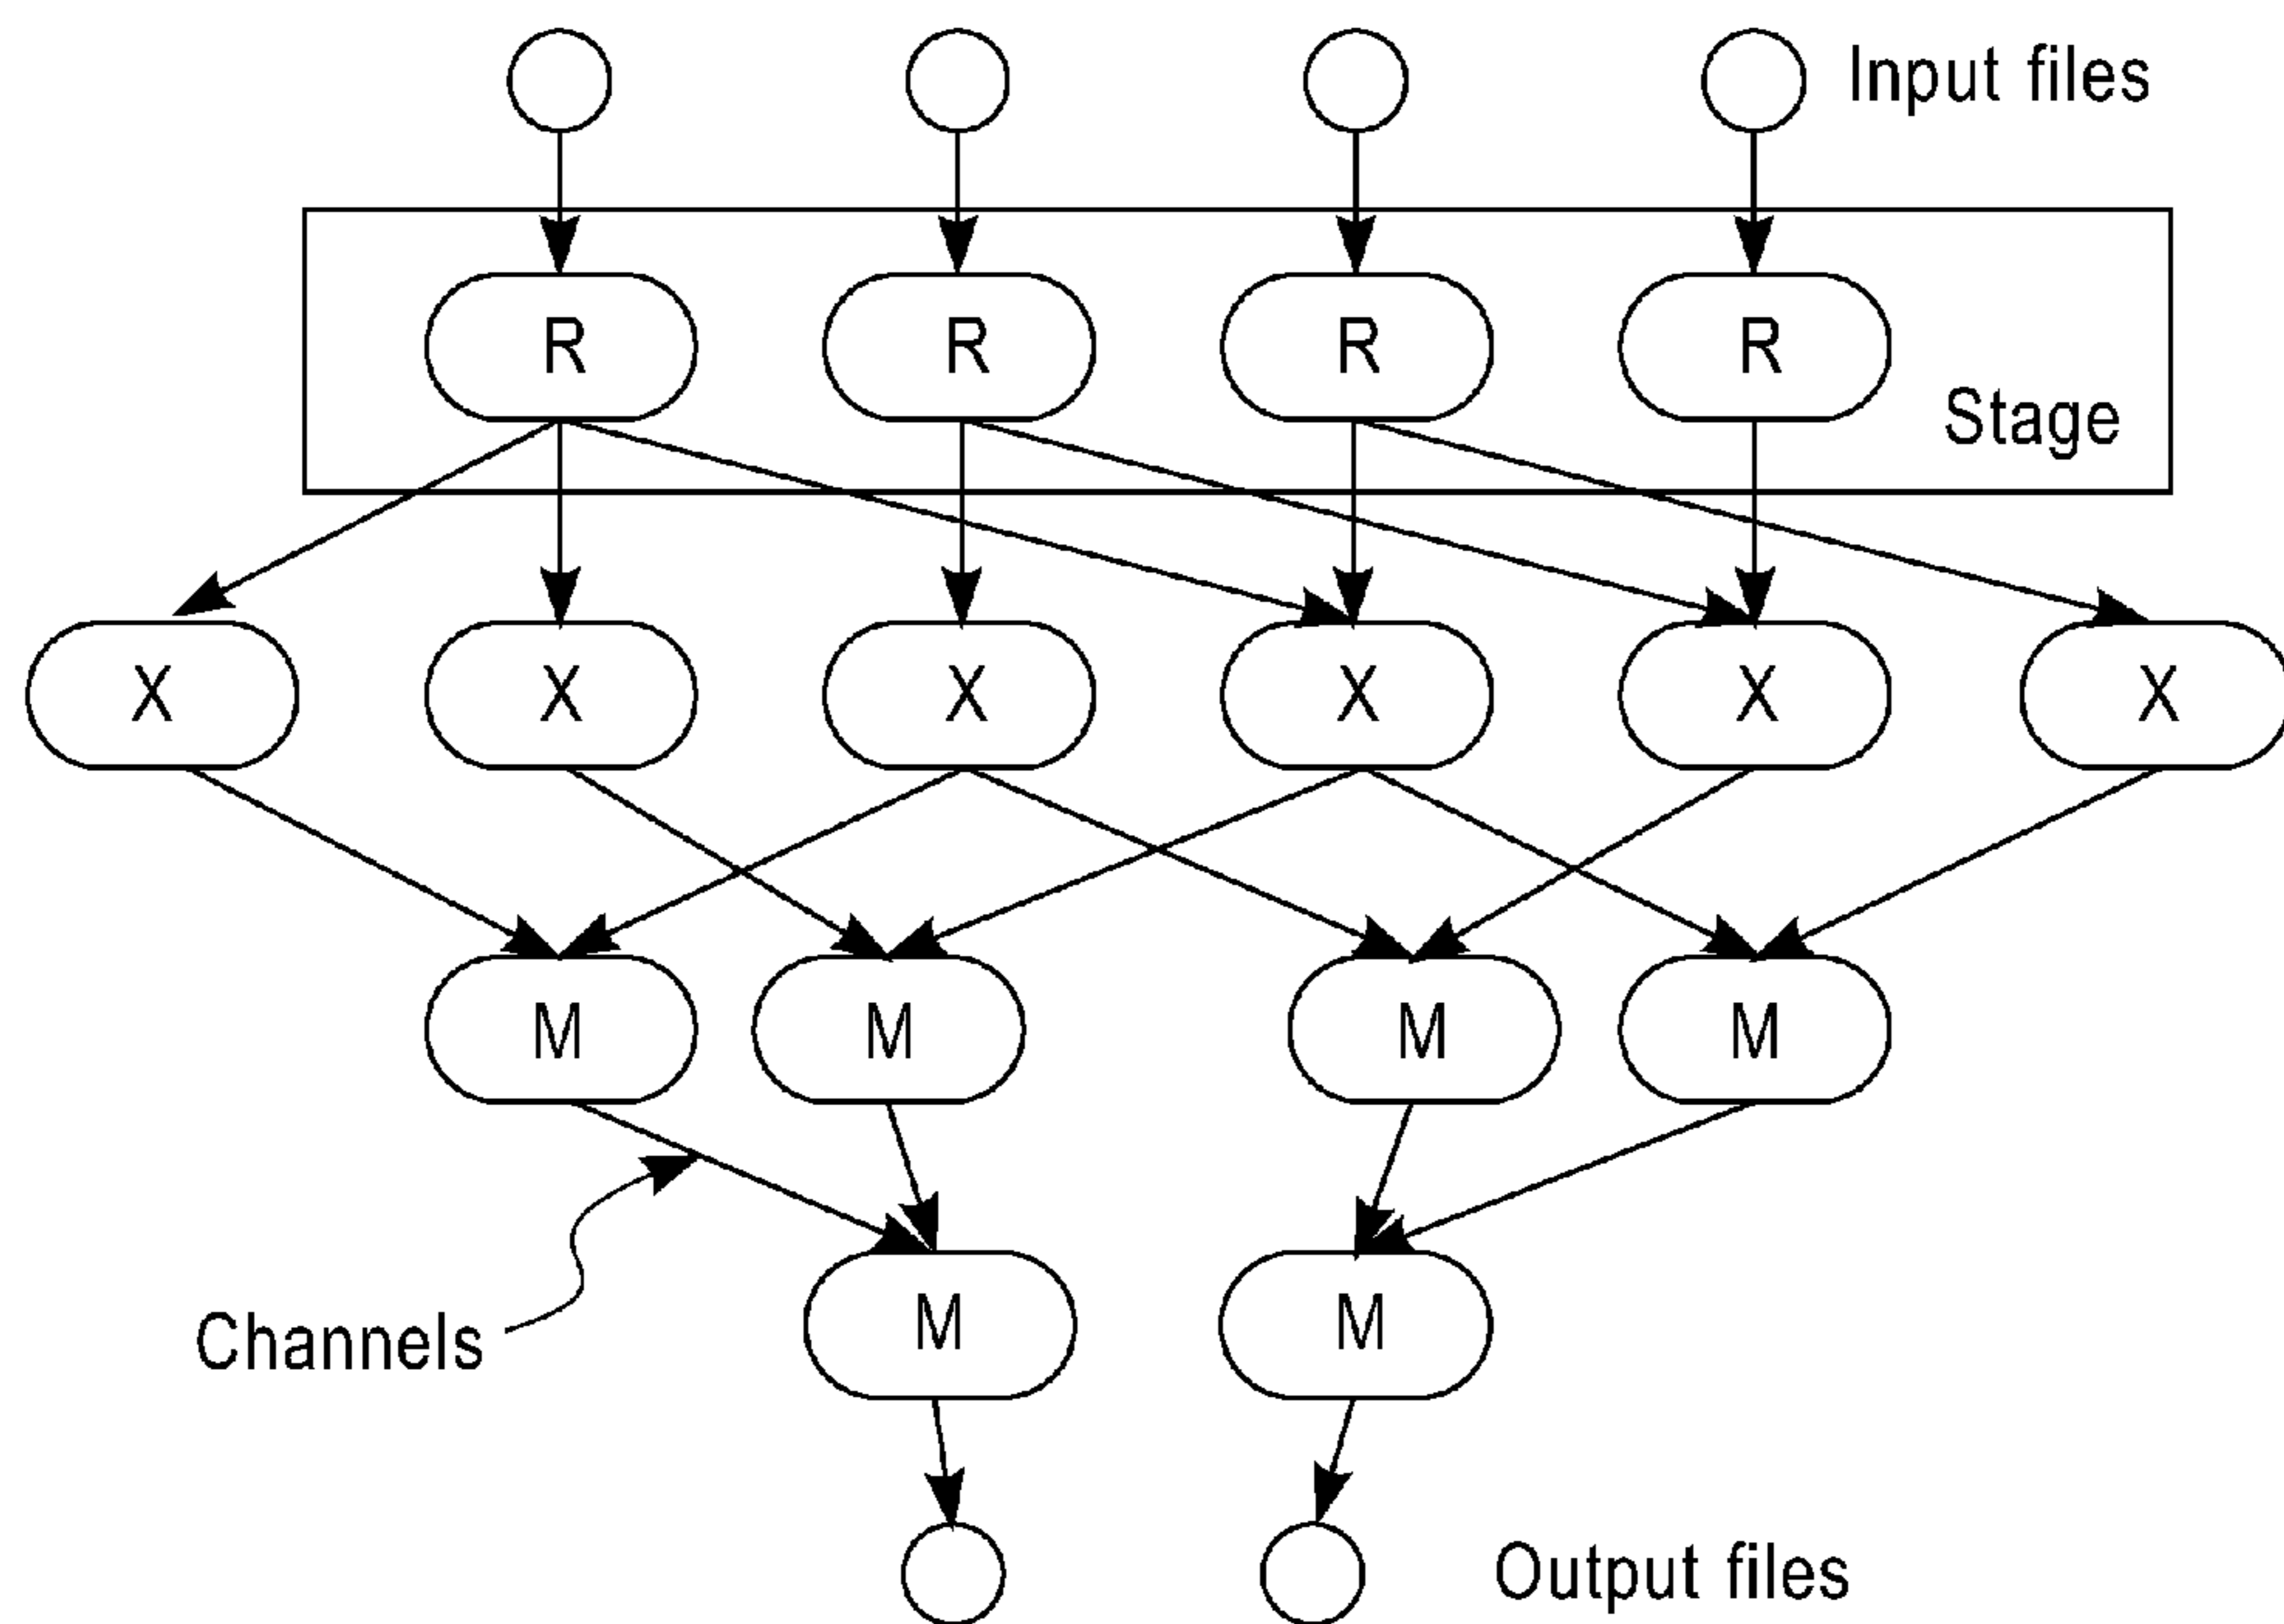 Input files
R R R R
Stage
X X X X X X
M M M M
Channels
M M
Output files